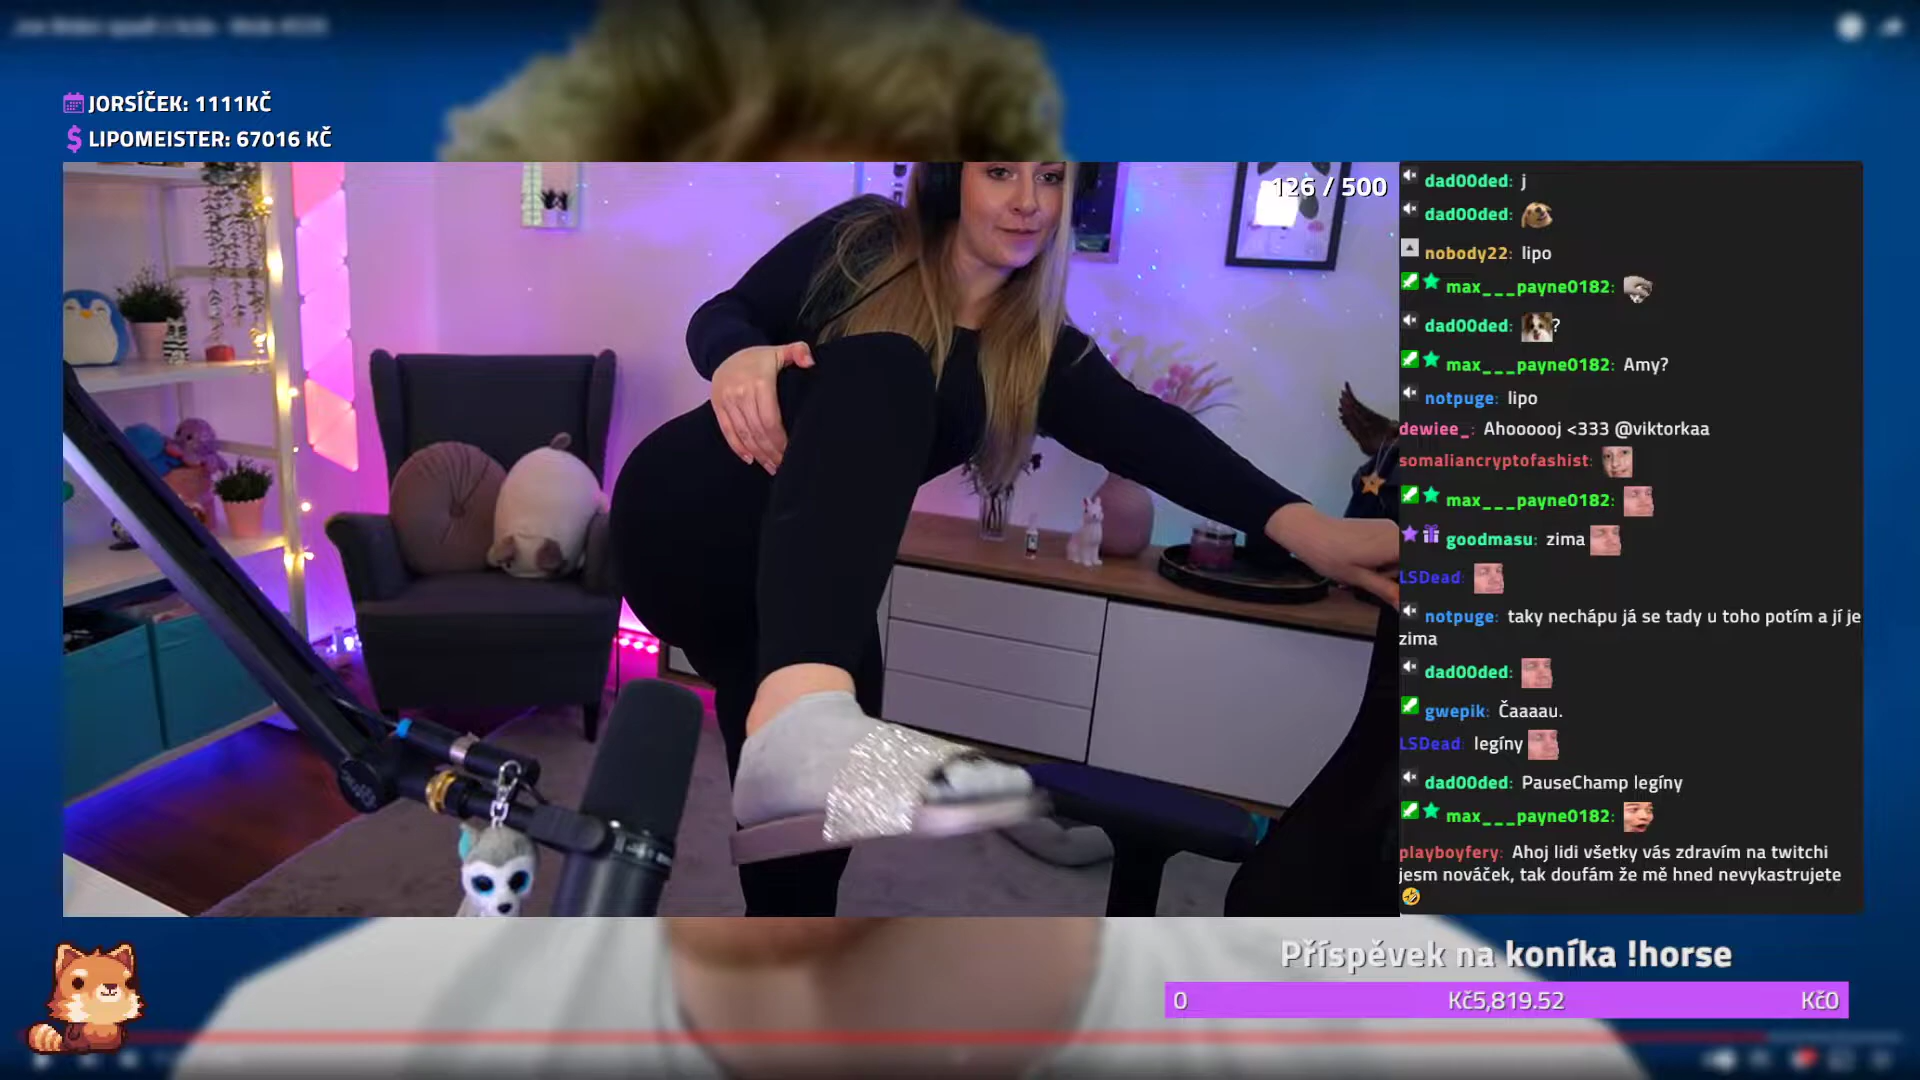 JORSÍČEK: 1111KČ
LIPOMEISTER: 67016 KČ
126 / 500
dad00ded: j
dad00ded:
nobody22: lipo
max___payne0182:
dad00ded: ?
max___payne0182: Amy?
notpuge: lipo
dewiee_: Ahoooooj <333 @viktorkaa
somaliancryptofashist:
max___payne0182:
goodmasu: zima
LSDead:
notpuge: taky nechápu já se tady u toho potím a jí je
zima
dad00ded:
gwepik: Čaaaau.
LSDead: legíny
dad00ded: PauseChamp legíny
max___payne0182:
playboyfery: Ahoj lidi všetky vás zdravím na twitchi
jesm nováček, tak doufám že mě hned nevykastrujete
Příspěvek na koníka !horse
0 Kč5,819.52 Kč0